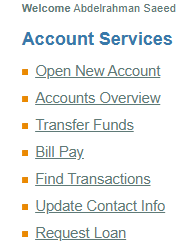 Welcome Abdelrahman Saeed
Account Services
Open New Account
Accounts Overview
Transfer Funds
Bill Pay
Find Transactions
Update Contact Info
Request Loan